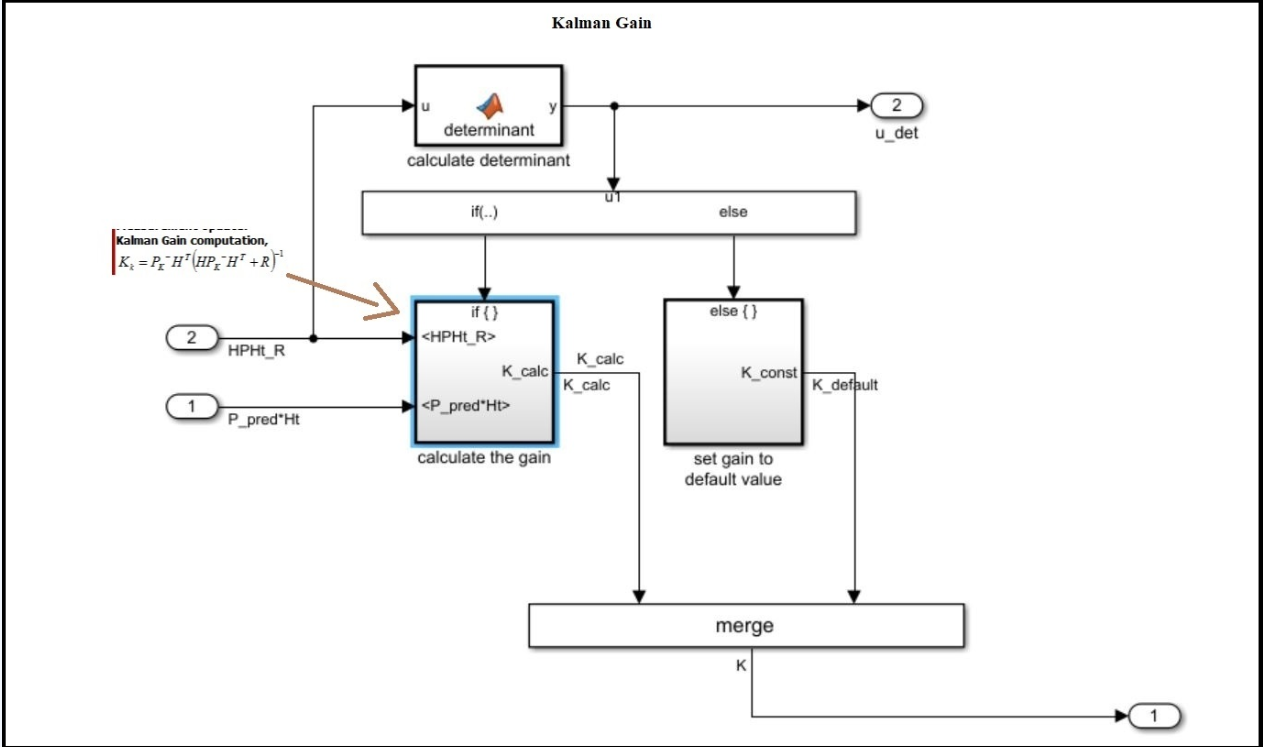 Kalman Gain
u
y
determinant
calculate determinant
2
u_det
u1
if(..)
else
Kalman Gain computation,
K_k = P_K^- H^T (HP_K^- H^T + R)^-1
if { }
<HPHt_R>
K_calc
<P_pred*Ht>
calculate the gain
2
HPHt_R
1
P_pred*Ht
K_calc
K_calc
else { }
K_const
K_default
set gain to
default value
merge
K
1